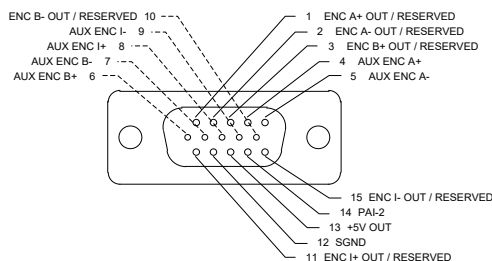 ENC B- OUT / RESERVED 10
AUX ENC I- 9
AUX ENC I+ 8
AUX ENC B- 7
AUX ENC B+ 6
1 ENC A+ OUT / RESERVED
2 ENC A- OUT / RESERVED
3 ENC B+ OUT / RESERVED
4 AUX ENC A+
5 AUX ENC A-
15 ENC I- OUT / RESERVED
14 PAI-2
13 +5V OUT
12 SGND
11 ENC I+ OUT / RESERVED